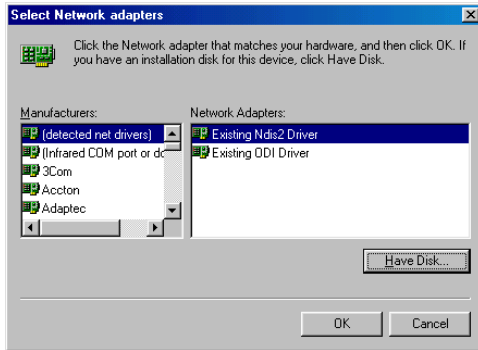 Select Network adapters
Click the Network adapter that matches your hardware, and then click OK. If
you have an installation disk for this device, click Have Disk.
Manufacturers:
(detected net drivers)
(Infrared COM port or do
3Com
Accton
Adaptec
Network Adapters:
Existing Ndis2 Driver
Existing ODI Driver
Have Disk...
OK
Cancel